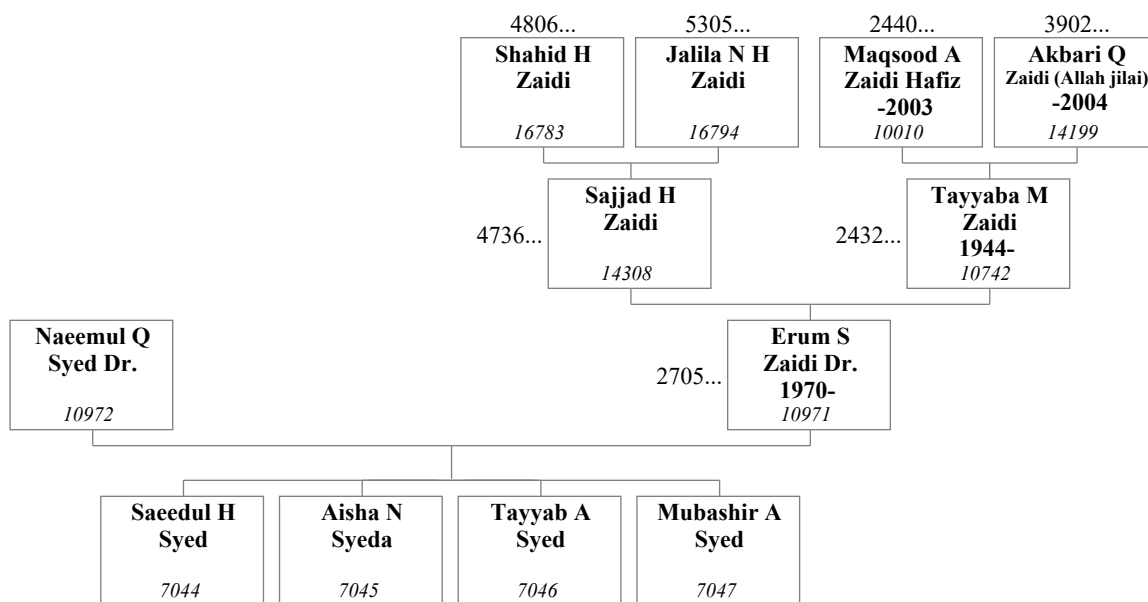 4806...
5305...
2440...
3902...
Shahid H
Zaidi
16783
Jalila N H
Zaidi
16794
Maqsood A
Zaidi Hafiz
-2003
10010
Akbari Q
Zaidi (Allah jilai)
-2004
14199
4736...
Sajjad H
Zaidi
14308
2432...
Tayyaba M
Zaidi
1944-
10742
Naeemul Q
Syed Dr.
10972
2705...
Erum S
Zaidi Dr.
1970-
10971
Saeedul H
Syed
7044
Aisha N
Syeda
7045
Tayyab A
Syed
7046
Mubashir A
Syed
7047